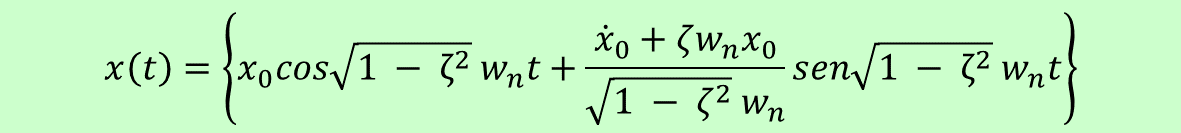 x(t) = {x₀cos√(1 − ζ²) wₙt + (ẋ₀ + ζwₙx₀)/(√(1 − ζ²) wₙ) sen√(1 − ζ²) wₙt}